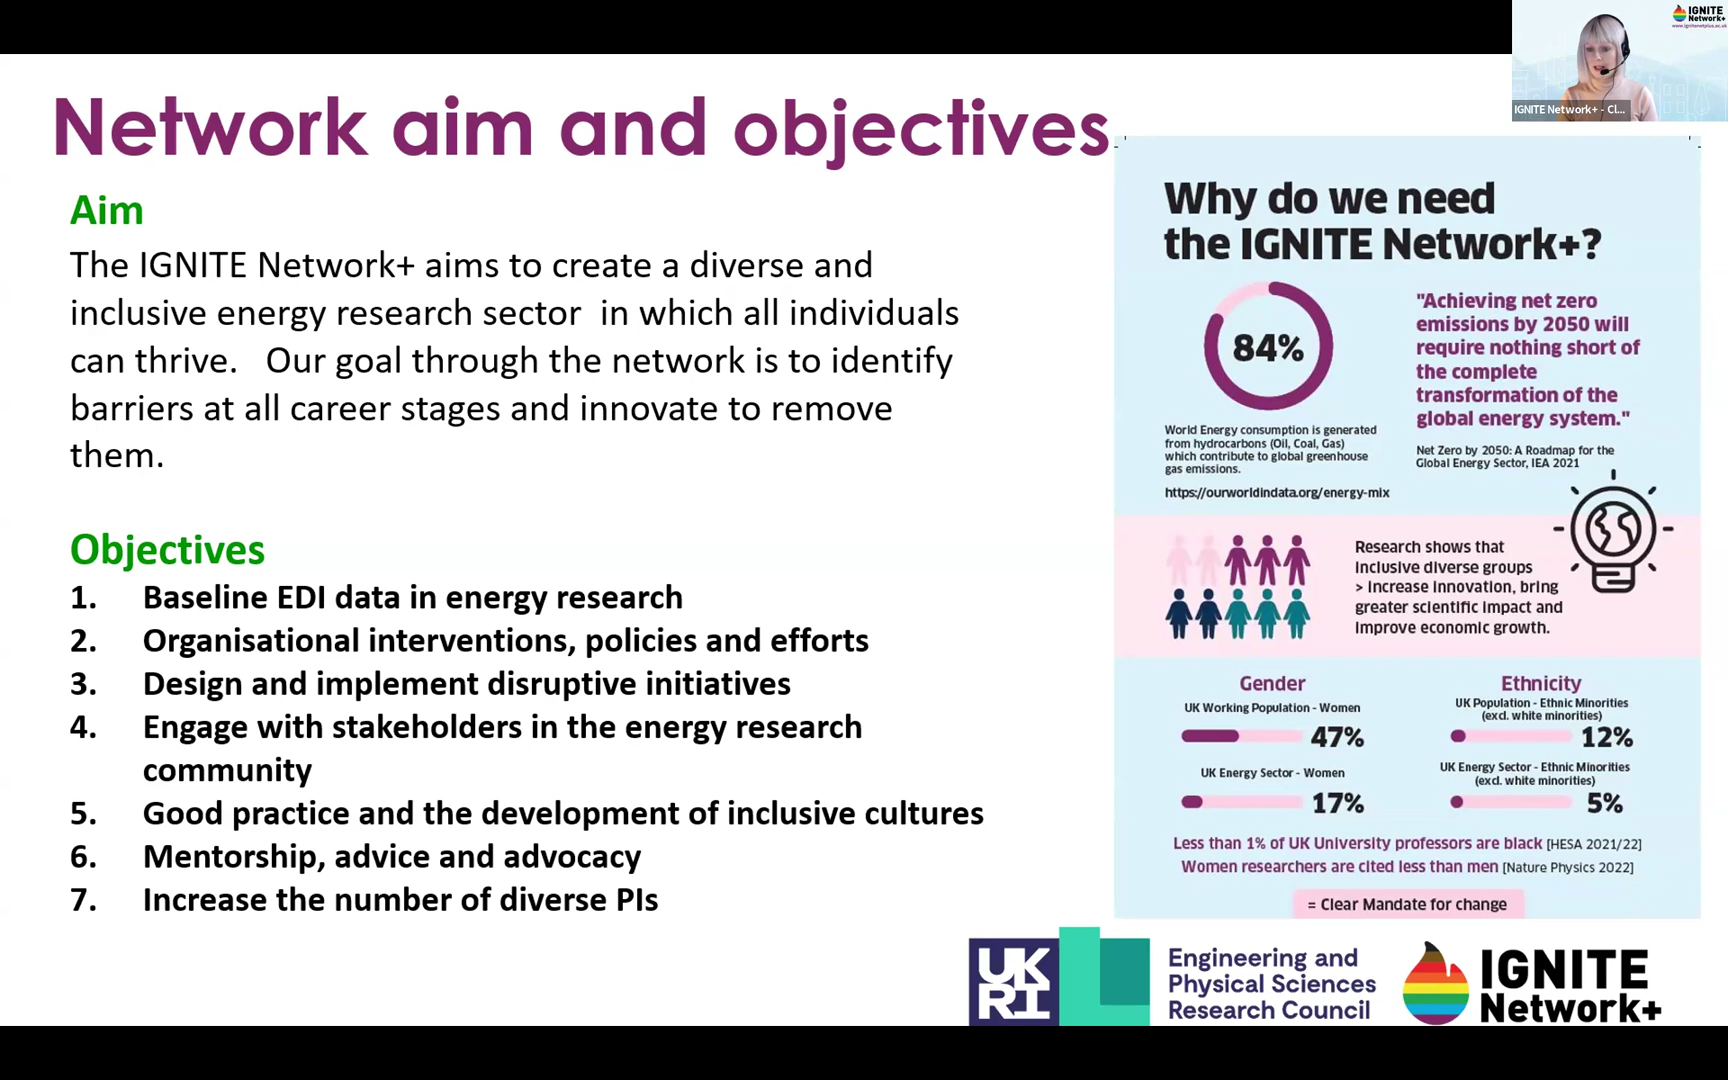 IGNITE
Network+
www.ignitenetplus.ac.uk
IGNITE Network+ - Cl...
Network aim and objectives
Aim
The IGNITE Network+ aims to create a diverse and
inclusive energy research sector in which all individuals
can thrive. Our goal through the network is to identify
barriers at all career stages and innovate to remove
them.
Objectives
1. Baseline EDI data in energy research
2. Organisational interventions, policies and efforts
3. Design and implement disruptive initiatives
4. Engage with stakeholders in the energy research
community
5. Good practice and the development of inclusive cultures
6. Mentorship, advice and advocacy
7. Increase the number of diverse PIs
Why do we need
the IGNITE Network+?
84%
World Energy consumption is generated
from hydrocarbons (Oil, Coal, Gas)
which contribute to global greenhouse
gas emissions.
https://ourworldindata.org/energy-mix
"Achieving net zero
emissions by 2050 will
require nothing short of
the complete
transformation of the
global energy system."
Net Zero by 2050: A Roadmap for the
Global Energy Sector, IEA 2021
Research shows that
inclusive diverse groups
> increase innovation, bring
greater scientific impact and
improve economic growth.
Gender
UK Working Population - Women
47%
UK Energy Sector - Women
17%
Ethnicity
UK Population - Ethnic Minorities
(excl. white minorities)
12%
UK Energy Sector - Ethnic Minorities
(excl. white minorities)
5%
Less than 1% of UK University professors are black [HESA 2021/22]
Women researchers are cited less than men [Nature Physics 2022]
= Clear Mandate for change
UK
RI
Engineering and
Physical Sciences
Research Council
IGNITE
Network+